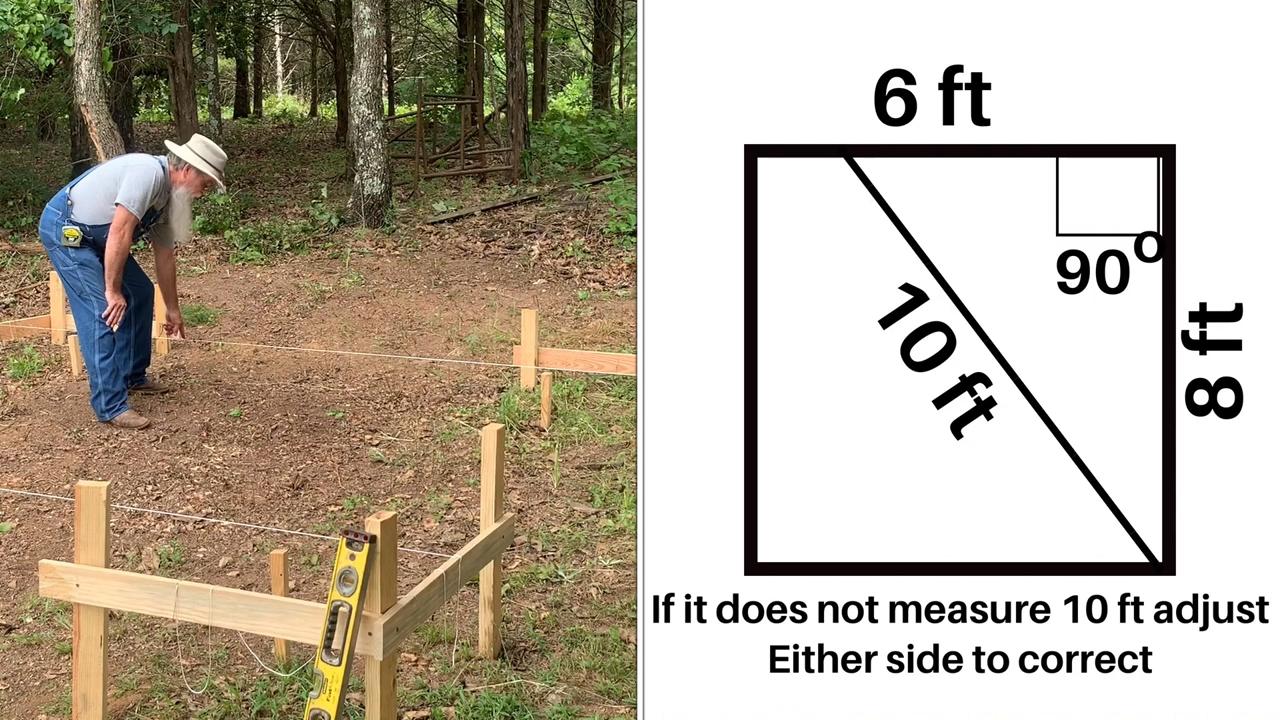 6 ft
90°
10 ft
8 ft
If it does not measure 10 ft adjust
Either side to correct